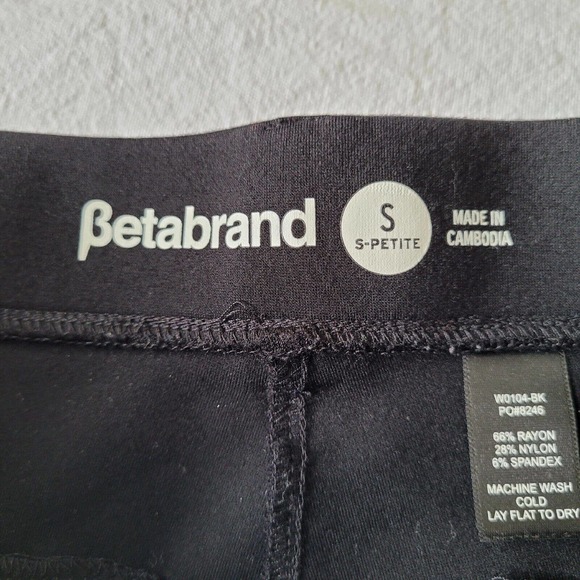 βetabrand
S
S-PETITE
MADE IN
CAMBODIA
W0104-BK
PO#8246
66% RAYON
28% NYLON
6% SPANDEX
MACHINE WASH
COLD
LAY FLAT TO DRY